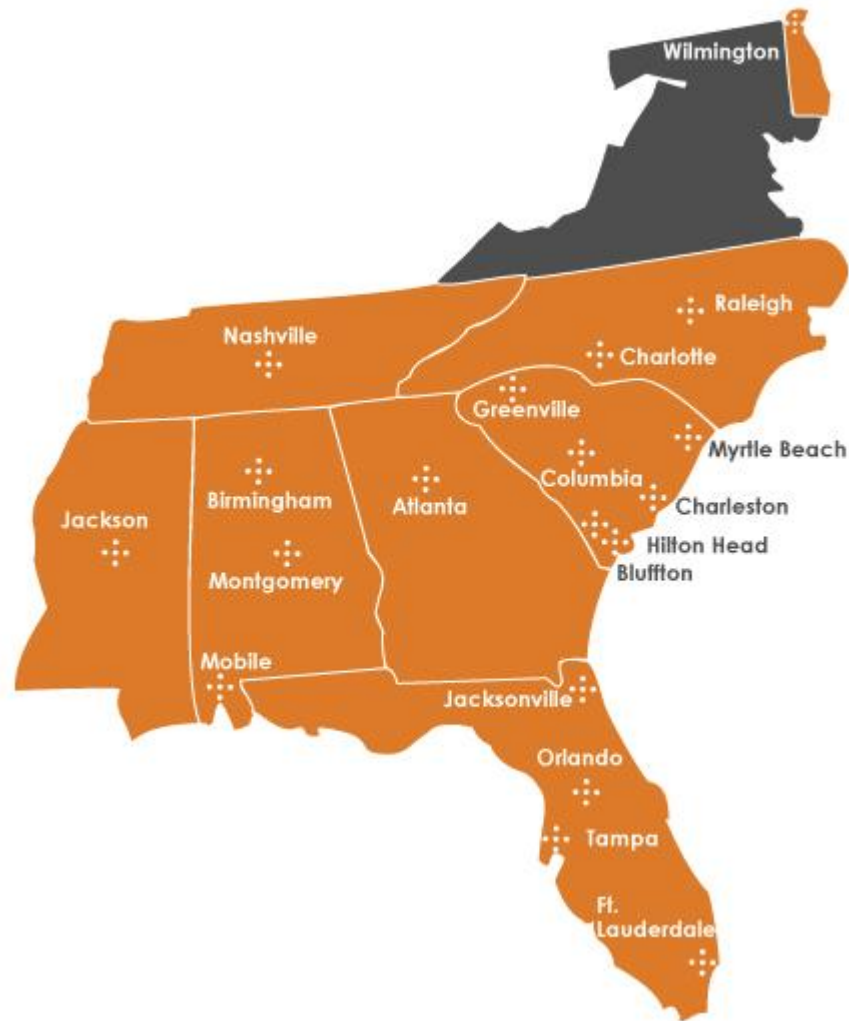 Wilmington
Raleigh
Nashville
Charlotte
Greenville
Myrtle Beach
Columbia
Birmingham
Atlanta
Charleston
Jackson
Hilton Head
Bluffton
Montgomery
Mobile
Jacksonville
Orlando
Tampa
Ft.
Lauderdale